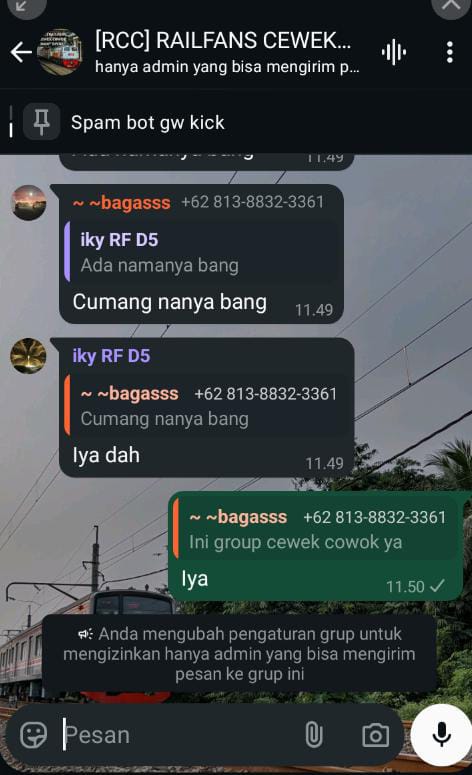 [RCC] RAILFANS CEWEK...
hanya admin yang bisa mengirim p...
Spam bot gw kick
11.49
~ ~bagasss +62 813-8832-3361
iky RF D5
Ada namanya bang
Cumang nanya bang 11.49
iky RF D5
~ ~bagasss +62 813-8832-3361
Cumang nanya bang
Iya dah 11.49
~ ~bagasss +62 813-8832-3361
Ini group cewek cowok ya
Iya 11.50
Anda mengubah pengaturan grup untuk
mengizinkan hanya admin yang bisa mengirim
pesan ke grup ini
Pesan